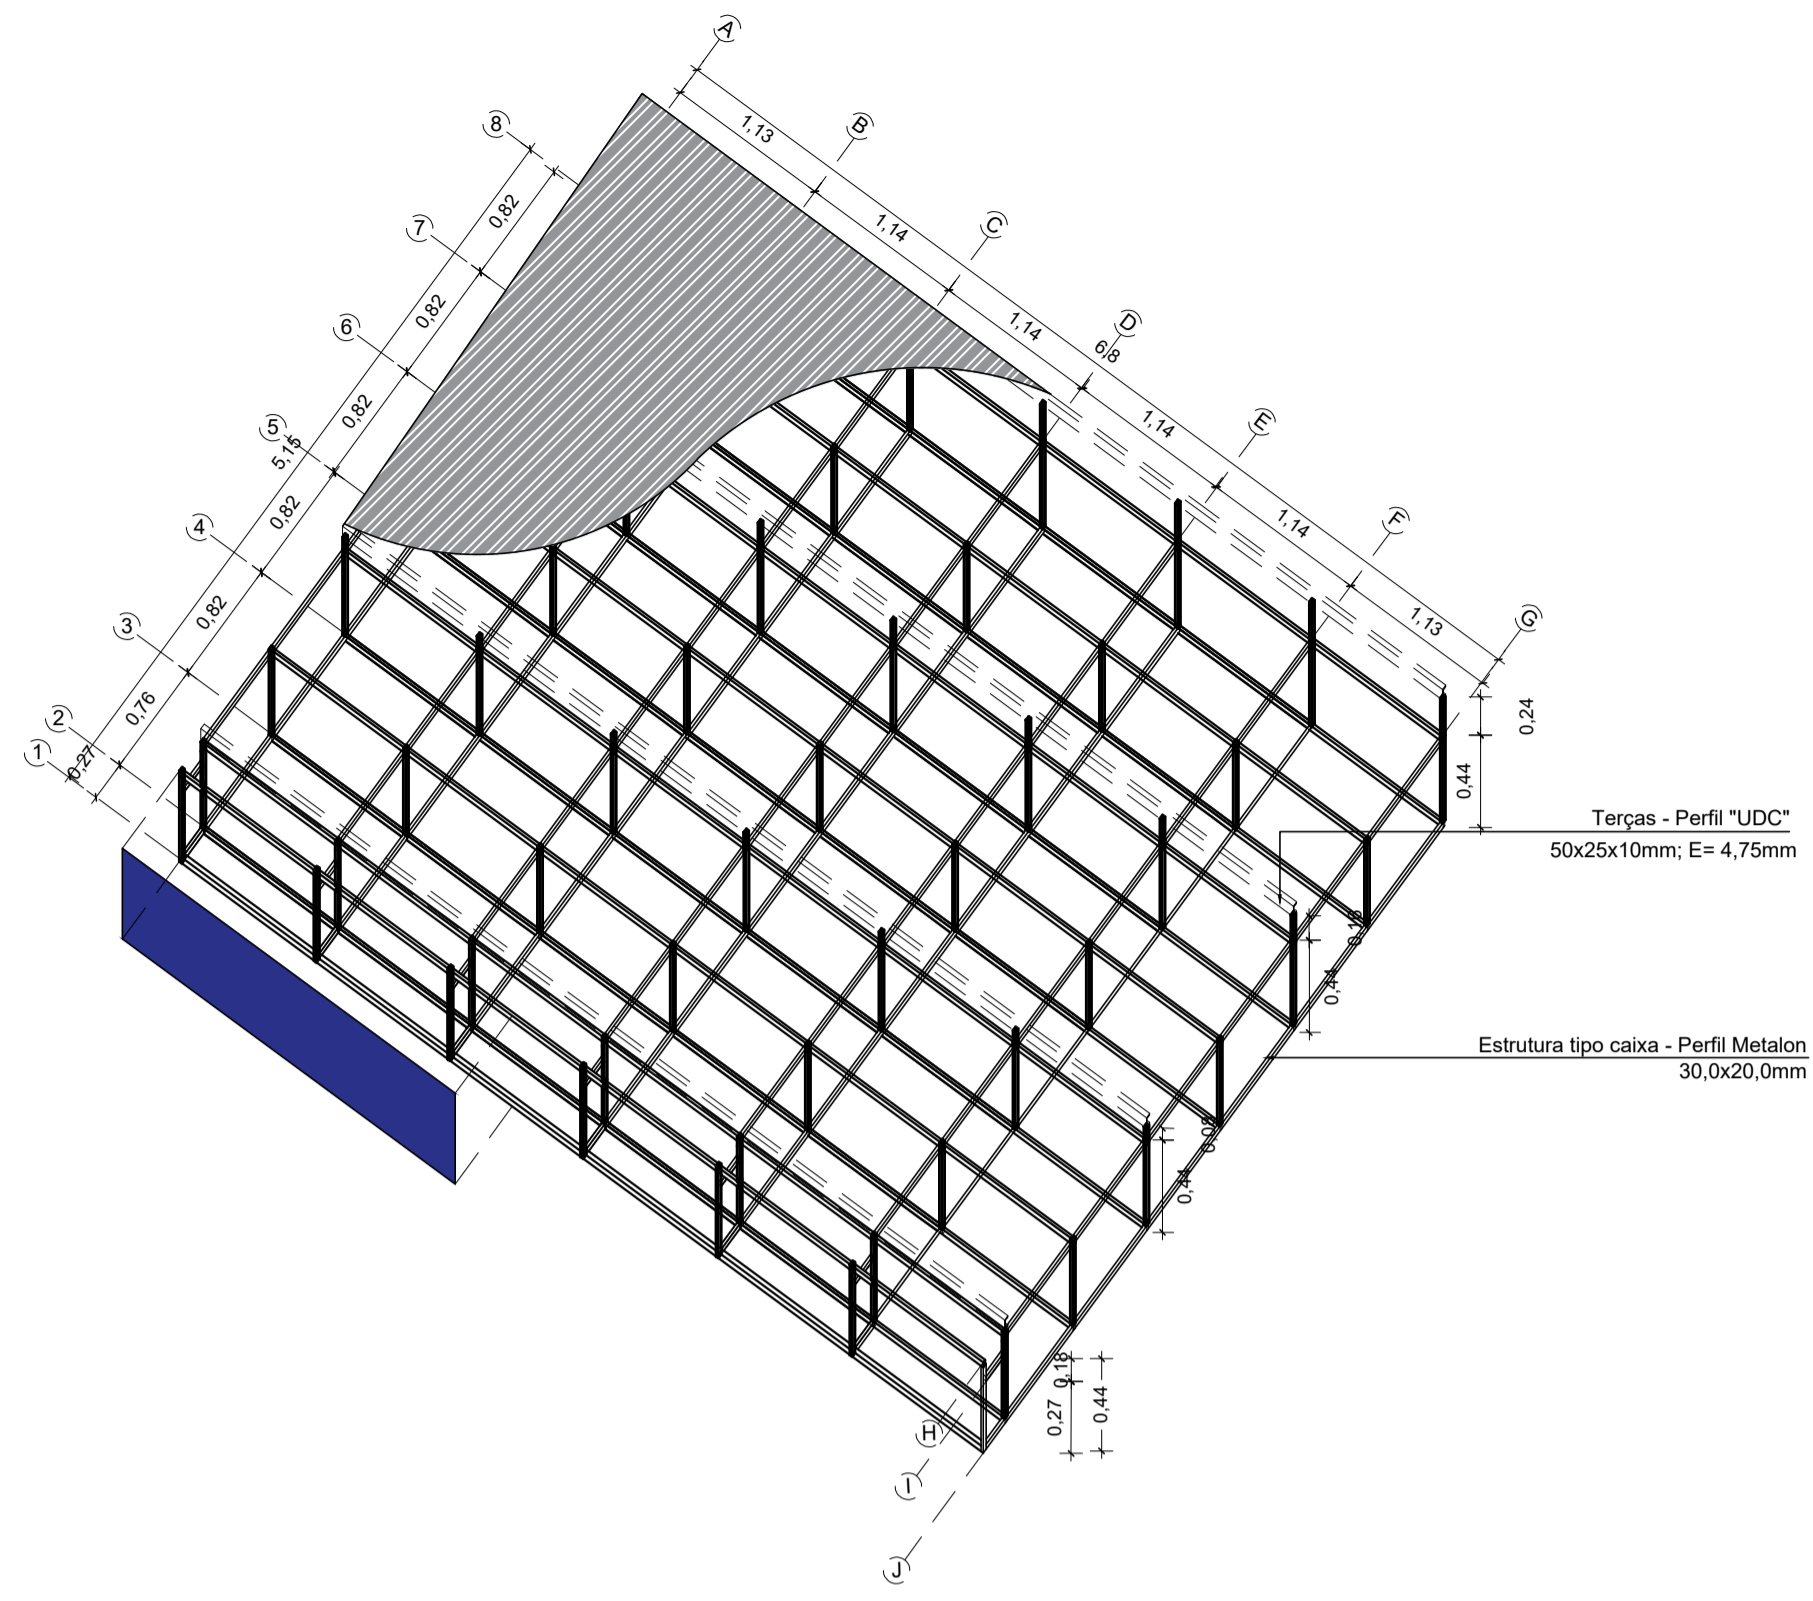 A
B
C
D
E
F
G
1,13
1,14
1,14
1,14
1,14
1,13
6,8
8
7
6
5
4
3
2
1
0,82
0,82
0,82
0,82
0,82
0,76
0,27
5,15
0,24
0,44
Terças - Perfil "UDC"
50x25x10mm; E= 4,75mm
0,16
0,44
Estrutura tipo caixa - Perfil Metalon
30,0x20,0mm
0,08
0,44
0,18
0,27
0,44
H
I
J